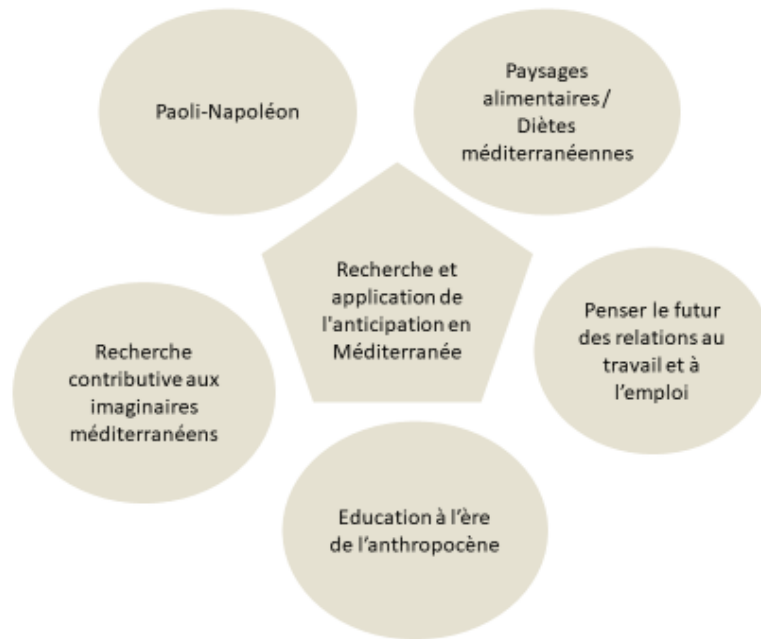 Paoli-Napoléon
Paysages
alimentaires /
Diètes
méditerranéennes
Recherche et
application de
l'anticipation en
Méditerranée
Penser le futur
des relations au
travail et à
l’emploi
Recherche
contributive aux
imaginaires
méditerranéens
Education à l’ère
de l’anthropocène